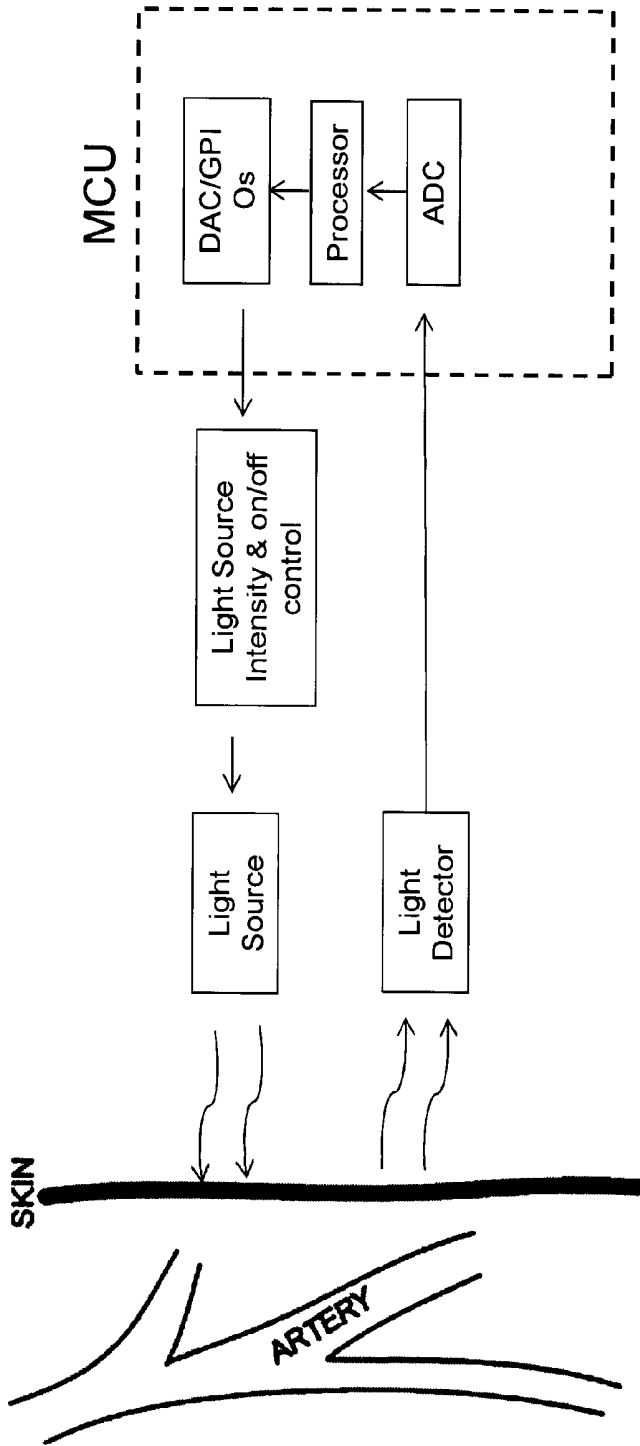 MCU
DAC/GPI
Os
Processor
ADC
Light Source
Intensity & on/off
control
Light
Source
Light
Detector
SKIN
ARTERY